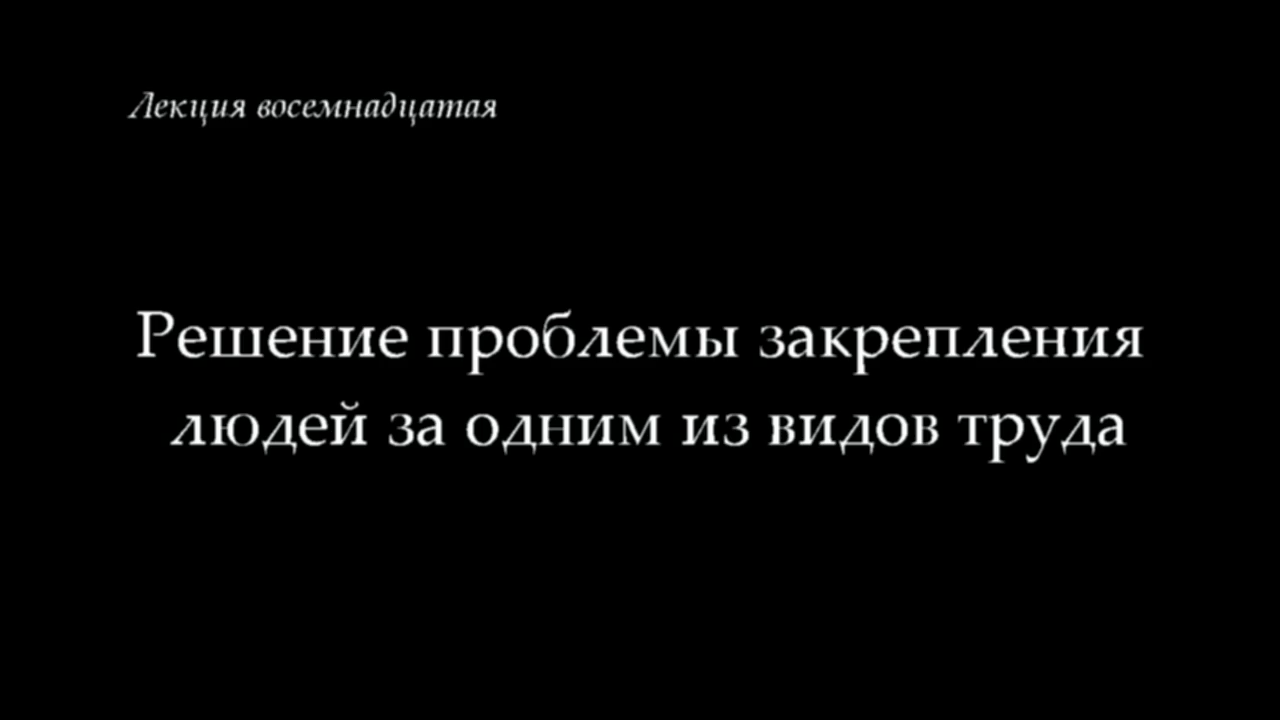 Лекция восемнадцатая
Решение проблемы закрепления
людей за одним из видов труда